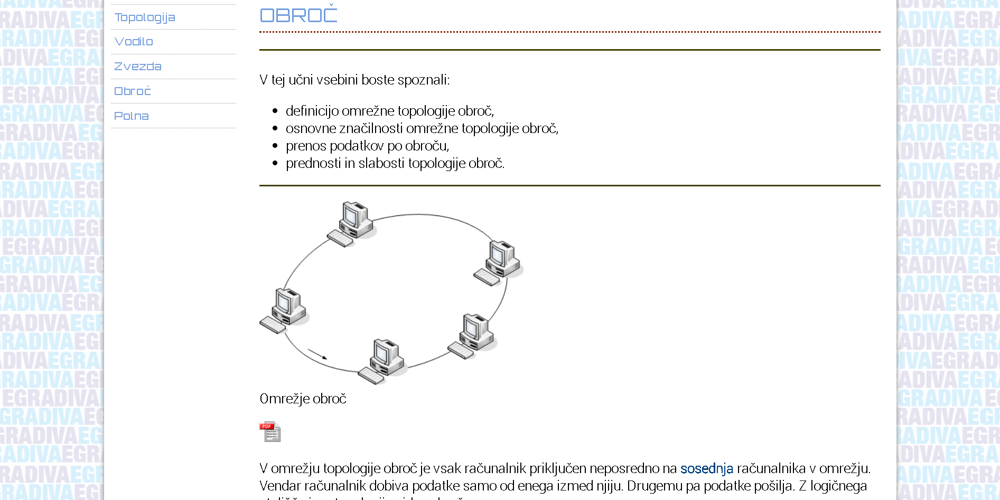 Topologija
Vodilo
Zvezda
Obroč
Polna
OBROČ
V tej učni vsebini boste spoznali:
definicijo omrežne topologije obroč,
osnovne značilnosti omrežne topologije obroč,
prenos podatkov po obroču,
prednosti in slabosti topologije obroč.
Omrežje obroč
PDF
V omrežju topologije obroč je vsak računalnik priključen neposredno na sosednja računalnika v omrežju.
Vendar računalnik dobiva podatke samo od enega izmed njiju. Drugemu pa podatke pošilja. Z logičnega